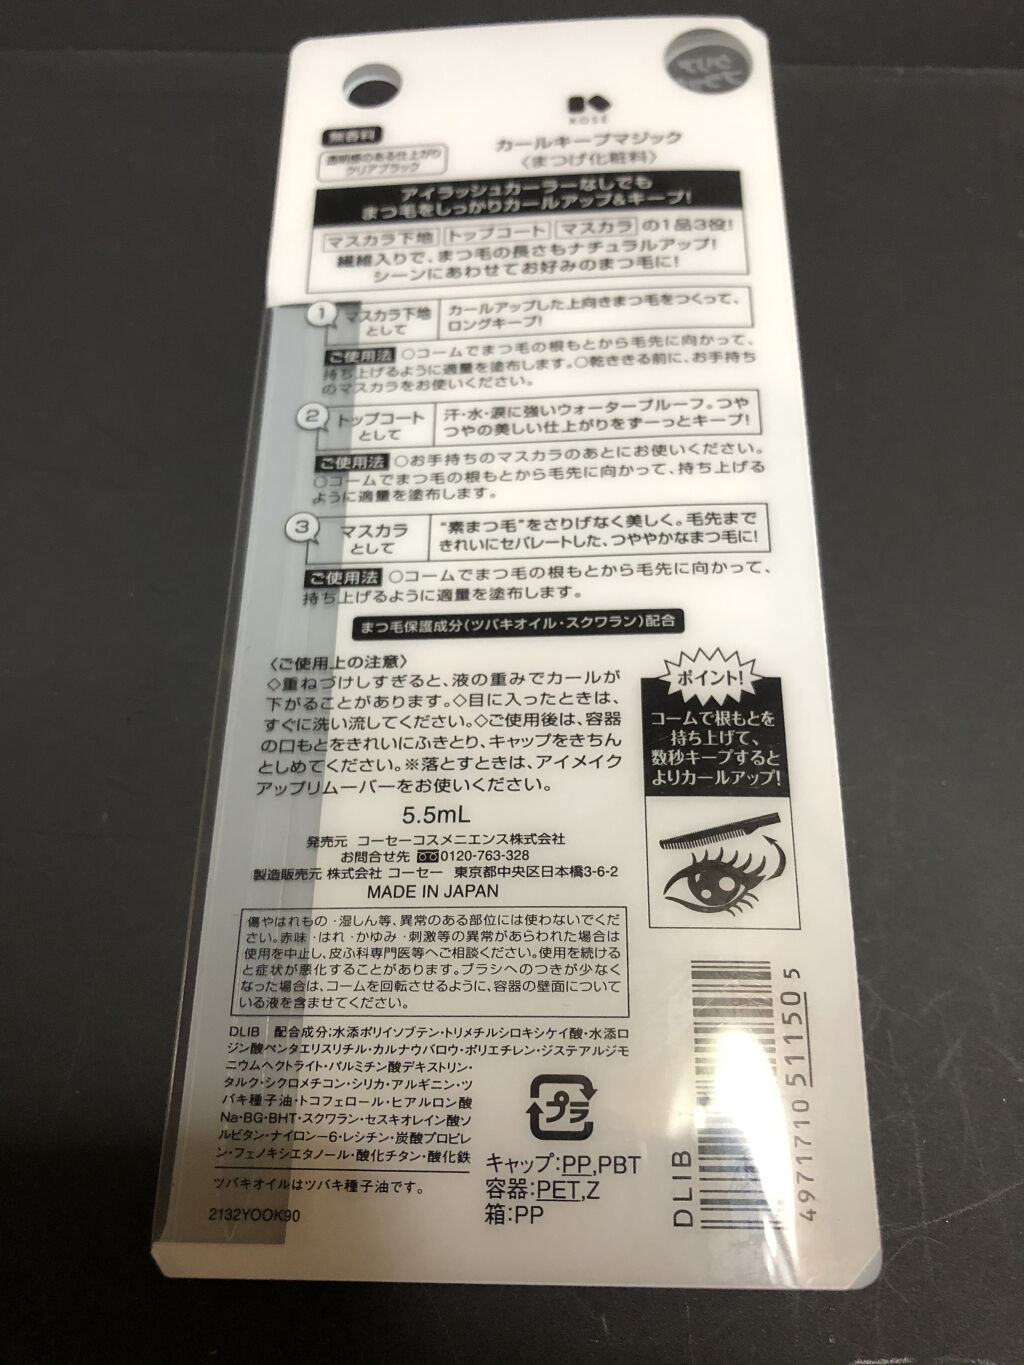 クリア
ブラック
KOSÉ
無香料
透明感のある仕上がり
クリアブラック
カールキープマジック
〈まつげ化粧料〉
アイラッシュカーラーなしでも
まつ毛をしっかりカールアップ&キープ!
マスカラ下地 トップコート マスカラ の1品3役!
繊維入りで、まつ毛の長さもナチュラルアップ!
シーンにあわせてお好みのまつ毛に!
1 マスカラ下地
として
カールアップした上向きまつ毛をつくって、
ロングキープ!
ご使用法 ○コームでまつ毛の根もとから毛先に向かって、
持ち上げるように適量を塗布します。○乾ききる前に、お手持ち
のマスカラをお使いください。
2 トップコート
として
汗・水・涙に強いウォータープルーフ。つや
つやの美しい仕上がりをずーっとキープ!
ご使用法 ○お手持ちのマスカラのあとにお使いください。
○コームでまつ毛の根もとから毛先に向かって、持ち上げる
ように適量を塗布します。
3 マスカラ
として
"素まつ毛"をさりげなく美しく。毛先まで
きれいにセパレートした、つややかなまつ毛に!
ご使用法 ○コームでまつ毛の根もとから毛先に向かって、
持ち上げるように適量を塗布します。
まつ毛保護成分(ツバキオイル・スクワラン)配合
〈ご使用上の注意〉
◇重ねづけしすぎると、液の重みでカールが
下がることがあります。◇目に入ったときは、
すぐに洗い流してください。◇ご使用後は、容器
の口もとをきれいにふきとり、キャップをきちん
としめてください。※落とすときは、アイメイク
アップリムーバーをお使いください。
ポイント!
コームで根もとを
持ち上げて、
数秒キープすると
よりカールアップ!
5.5mL
発売元 コーセーコスメニエンス株式会社
お問合せ先 0120-763-328
製造販売元 株式会社 コーセー 東京都中央区日本橋3-6-2
MADE IN JAPAN
傷やはれもの・湿しん等、異常のある部位には使わないでくだ
さい。赤味・はれ・かゆみ・刺激等の異常があらわれた場合は
使用を中止し、皮ふ科専門医等へご相談ください。使用を続ける
と症状が悪化することがあります。ブラシへのつきが少なく
なった場合は、コームを回転させるように、容器の壁面について
いる液を含ませてください。
DLIB 配合成分:水添ポリイソブテン・トリメチルシロキシケイ酸・水添ロ
ジン酸ペンタエリスリチル・カルナウバロウ・ポリエチレン・ジステアルジモ
ニウムヘクトライト・パルミチン酸デキストリン・
タルク・シクロメチコン・シリカ・アルギニン・ツ
バキ種子油・トコフェロール・ヒアルロン酸
Na・BG・BHT・スクワラン・セスキオレイン酸ソ
ルビタン・ナイロン-6・レシチン・炭酸プロピレ
ン・フェノキシエタノール・酸化チタン・酸化鉄
ツバキオイルはツバキ種子油です。
2132YOOK90
プラ
キャップ:PP,PBT
容器:PET,Z
箱:PP
DLIB
4971710511505